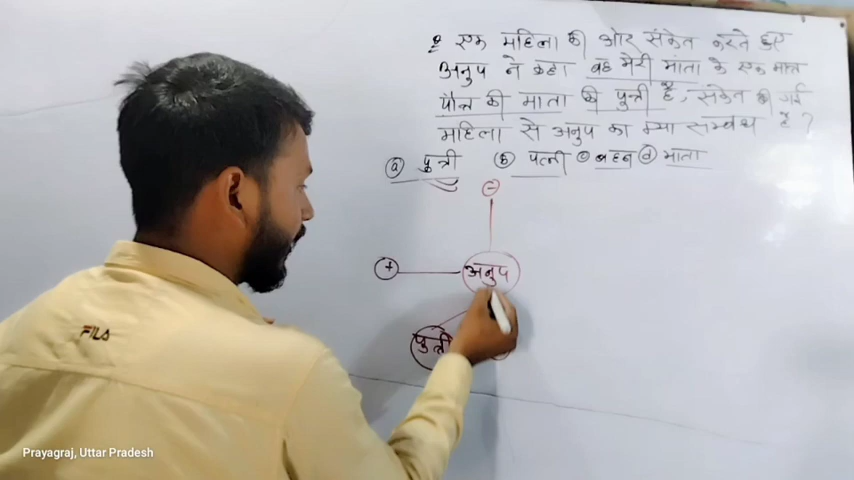 एक महिला की ओर संकेत करते हुए
अनुप ने कहा वह मेरी मांता के एक मात्र
पौत्त की माता की पुत्री है, संकेत की गई
महिला से अनुप का क्या सम्बंध है ?
(a) पुत्री (b) पत्नी (c) बहन (d) माता
-
+ अनुप
पुत्री
FILA
Prayagraj, Uttar Pradesh